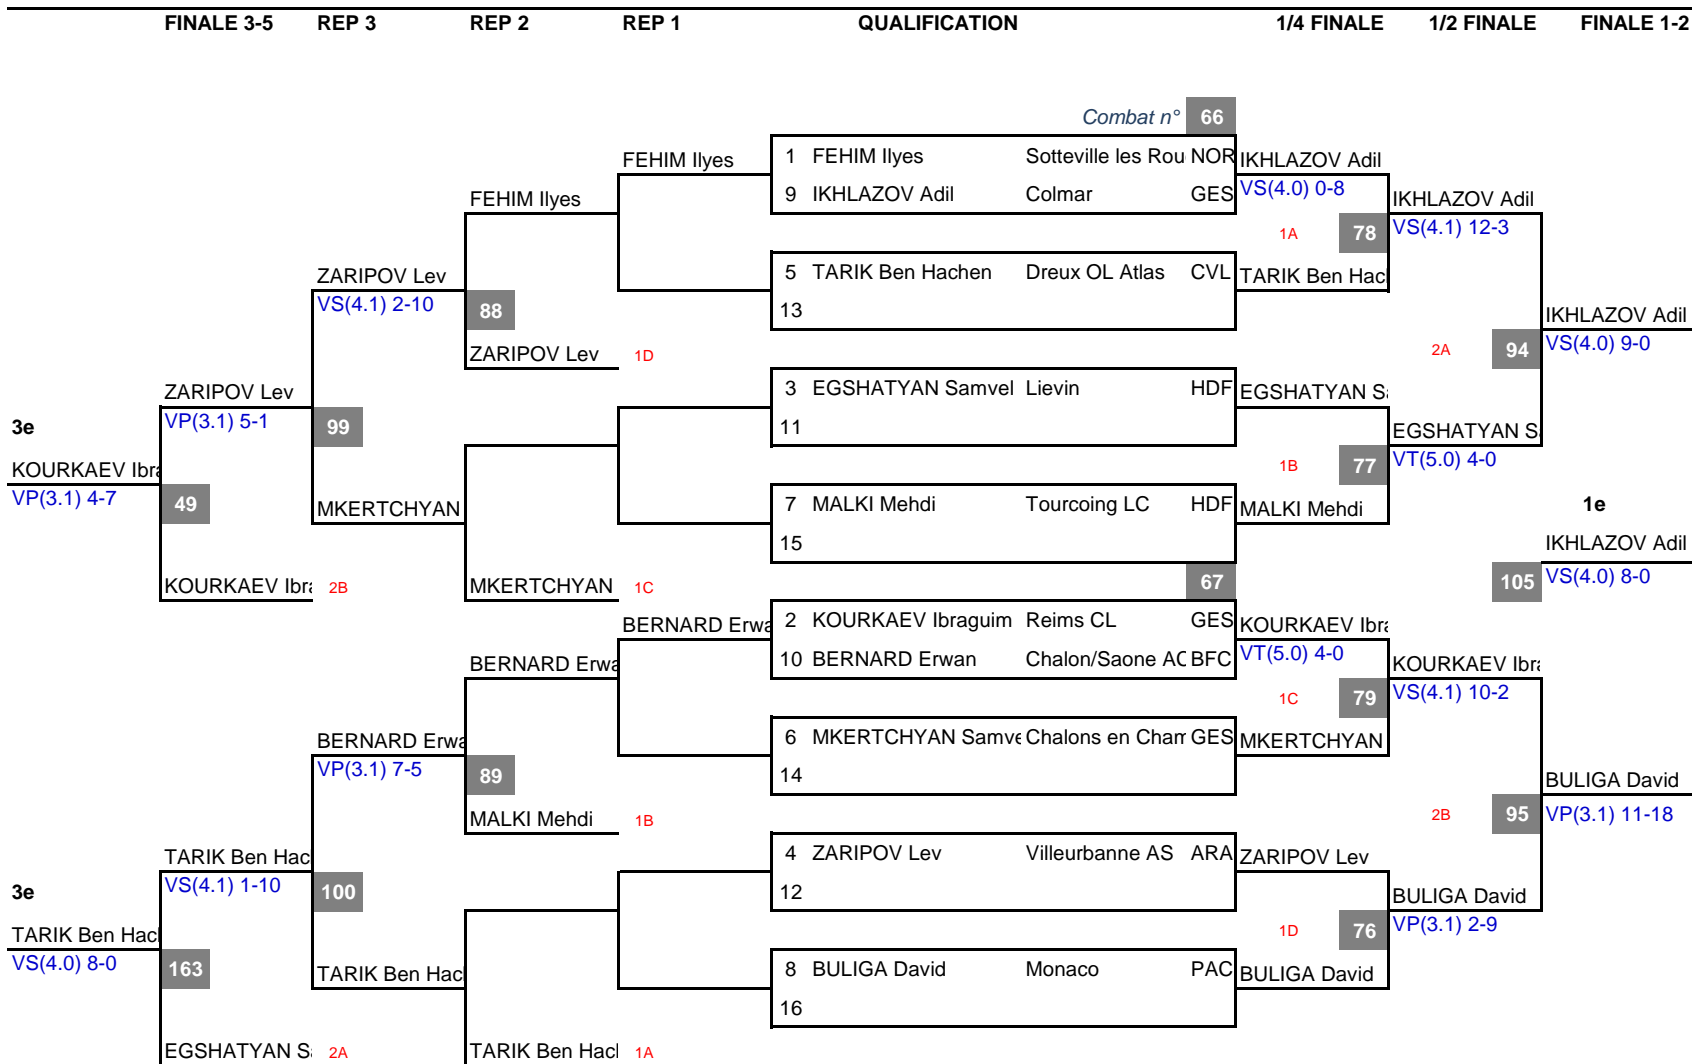 FINALE 3-5 REP 3 REP 2 REP 1 QUALIFICATION 1/4 FINALE 1/2 FINALE FINALE 1-2
Combat n° 66
FEHIM Ilyes 1 FEHIM Ilyes Sotteville les Rou NOR IKHLAZOV Adil
FEHIM Ilyes 9 IKHLAZOV Adil Colmar GES VS(4.0) 0-8 IKHLAZOV Adil
1A 78 VS(4.1) 12-3
ZARIPOV Lev 5 TARIK Ben Hachen Dreux OL Atlas CVL TARIK Ben Hac
VS(4.1) 2-10 88 13 IKHLAZOV Adil
ZARIPOV Lev 1D 2A 94 VS(4.0) 9-0
ZARIPOV Lev 3 EGSHATYAN Samvel Lievin HDF EGSHATYAN S
3e VP(3.1) 5-1 99 11 EGSHATYAN S
KOURKAEV Ibra 1B 77 VT(5.0) 4-0
VP(3.1) 4-7 49 MKERTCHYAN 7 MALKI Mehdi Tourcoing LC HDF MALKI Mehdi 1e
15 IKHLAZOV Adil
KOURKAEV Ibra 2B MKERTCHYAN 1C 67 105 VS(4.0) 8-0
BERNARD Erwa 2 KOURKAEV Ibraguim Reims CL GES KOURKAEV Ibra
BERNARD Erwa 10 BERNARD Erwan Chalon/Saone AC BFC VT(5.0) 4-0 KOURKAEV Ibra
1C 79 VS(4.1) 10-2
BERNARD Erwa 6 MKERTCHYAN Samve Chalons en Cham GES MKERTCHYAN
VP(3.1) 7-5 89 14 BULIGA David
MALKI Mehdi 1B 2B 95 VP(3.1) 11-18
TARIK Ben Hac 4 ZARIPOV Lev Villeurbanne AS ARA ZARIPOV Lev
3e VS(4.1) 1-10 100 12 BULIGA David
TARIK Ben Hac 1D 76 VP(3.1) 2-9
VS(4.0) 8-0 163 TARIK Ben Hac 8 BULIGA David Monaco PAC BULIGA David
16
EGSHATYAN S 2A TARIK Ben Hac 1A